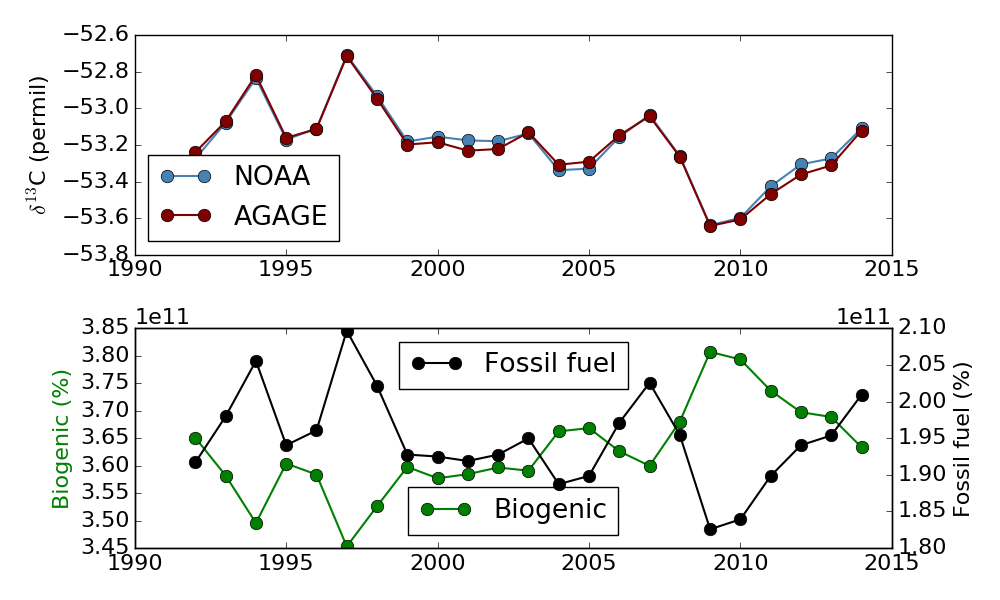 −52.6
−52.8
−53.0
−53.2
−53.4
−53.6
−53.8
δ¹³C (permil)
NOAA
AGAGE
1990 1995 2000 2005 2010 2015
1e11 1e11
3.85
3.80
3.75
3.70
3.65
3.60
3.55
3.50
3.45
Biogenic (%)
Fossil fuel
Biogenic
2.10
2.05
2.00
1.95
1.90
1.85
1.80
Fossil fuel (%)
1990 1995 2000 2005 2010 2015